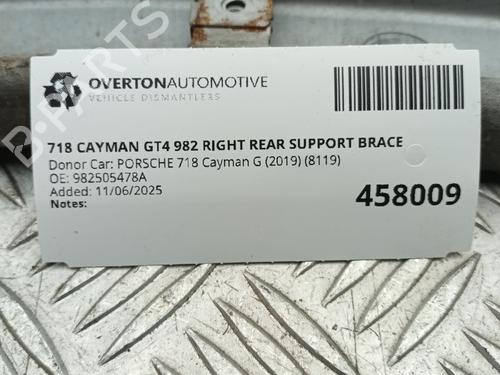 B-PARTS
OVERTONAUTOMOTIVE
VEHICLE DISMANTLERS
718 CAYMAN GT4 982 RIGHT REAR SUPPORT BRACE
Donor Car: PORSCHE 718 Cayman G (2019) (8119)
OE: 982505478A
Added: 11/06/2025
Notes:
458009